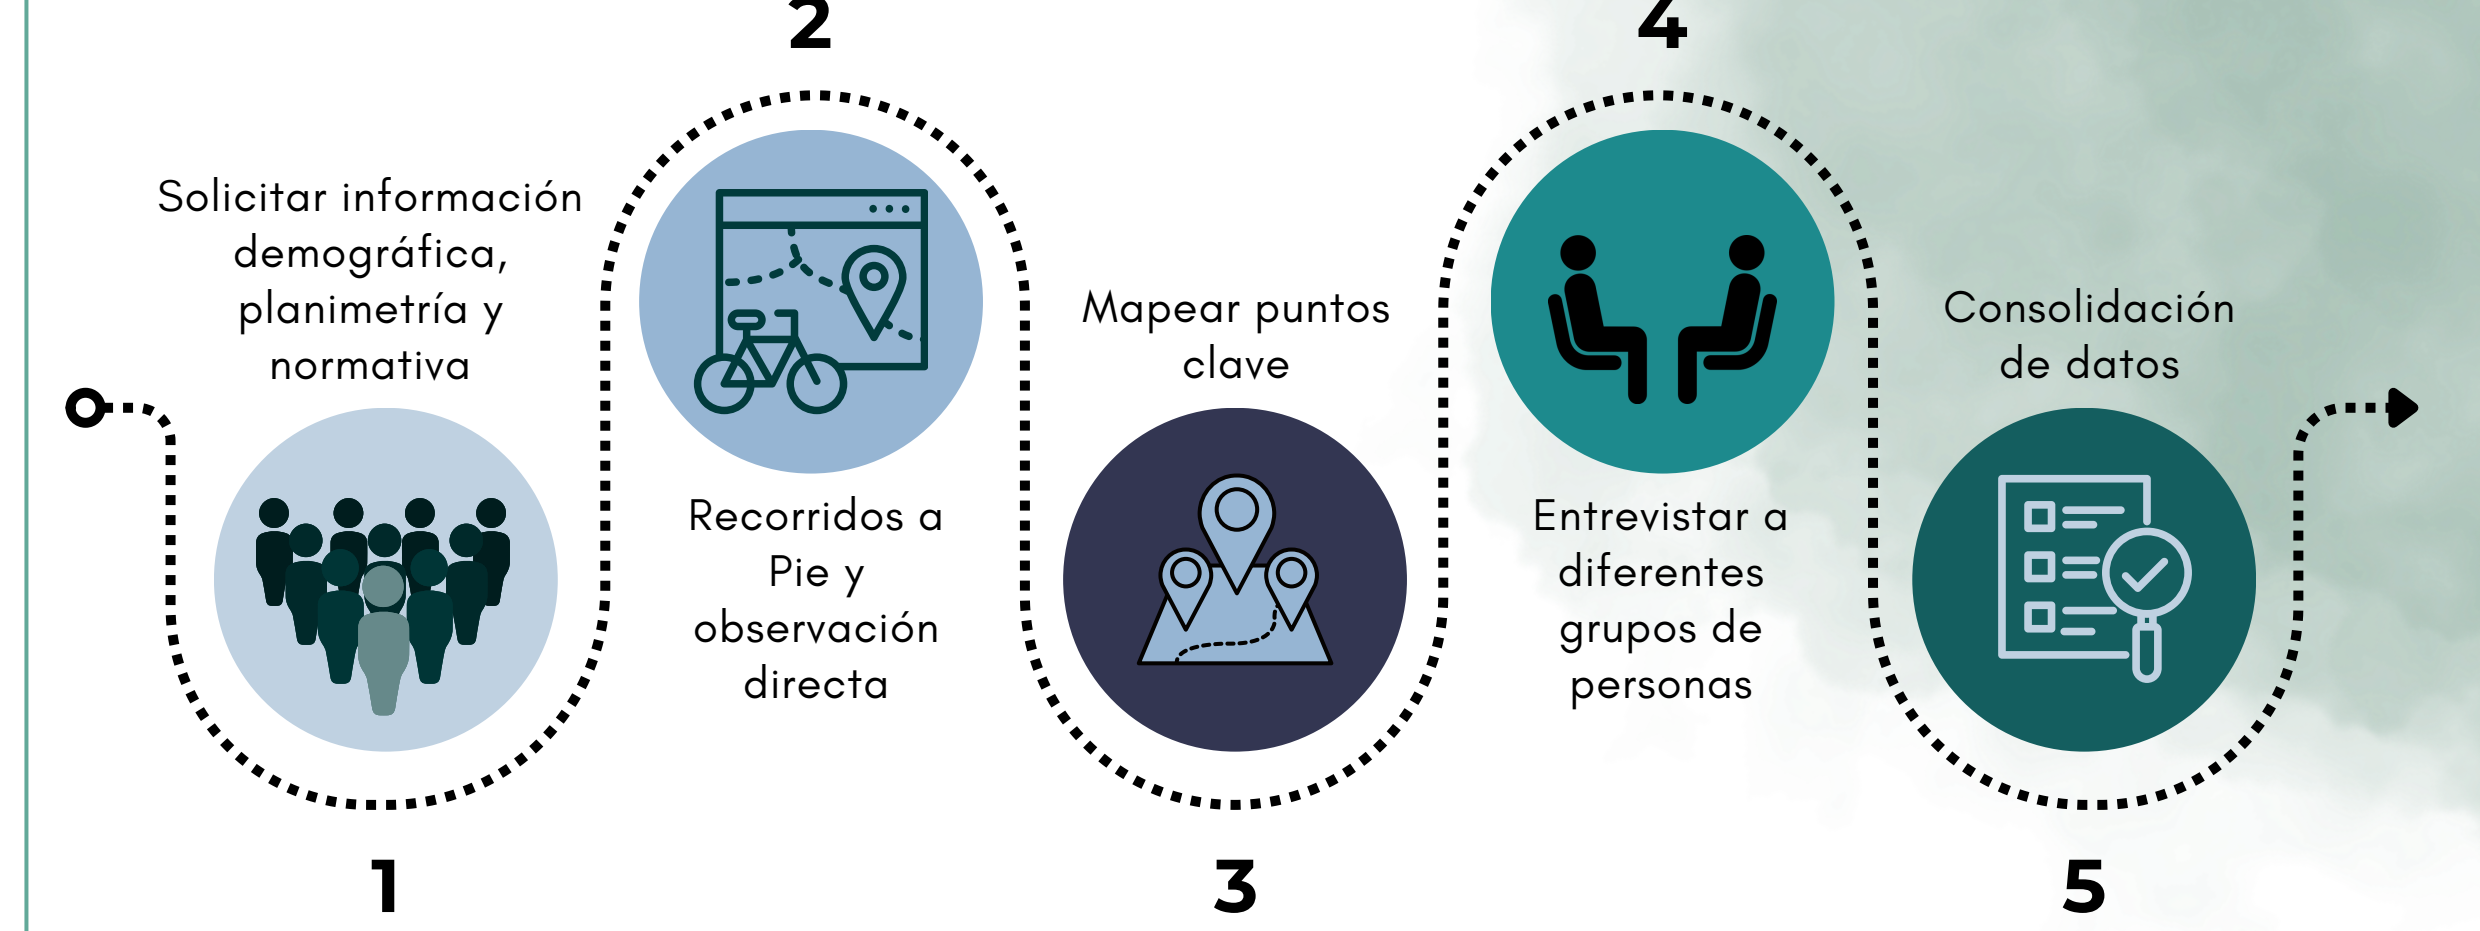 Solicitar información
demográfica,
planimetría y
normativa
1
2
Recorridos a
Pie y
observación
directa
Mapear puntos
clave
3
4
Entrevistar a
diferentes
grupos de
personas
Consolidación
de datos
5